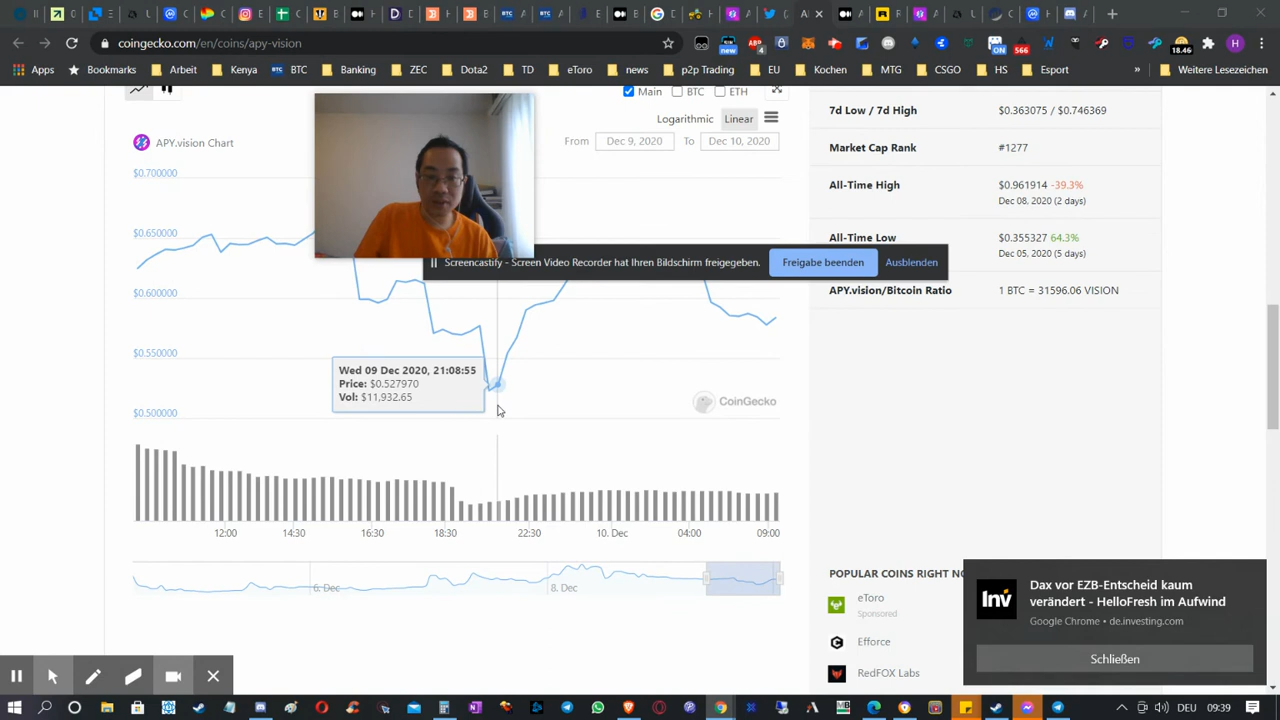 coingecko.com/en/coins/apy-vision
new
4
ON
566
18.46
H
Apps
Bookmarks
Arbeit
Kenya
BTC
BTC
Banking
ZEC
Dota2
TD
eToro
news
p2p Trading
EU
Kochen
MTG
CSGO
HS
Esport
»
Weitere Lesezeichen
Main
BTC
ETH
Logarithmic
Linear
APY.vision Chart
From
Dec 9, 2020
To
Dec 10, 2020
$0.700000
$0.650000
$0.600000
$0.550000
$0.500000
Screencastify - Screen Video Recorder hat Ihren Bildschirm freigegeben.
Freigabe beenden
Ausblenden
Wed 09 Dec 2020, 21:08:55
Price: $0.527970
Vol: $11,932.65
CoinGecko
12:00
14:30
16:30
18:30
22:30
10. Dec
04:00
09:00
6. Dec
8. Dec
7d Low / 7d High
$0.363075 / $0.746369
Market Cap Rank
#1277
All-Time High
$0.961914 -39.3%
Dec 08, 2020 (2 days)
All-Time Low
$0.355327 64.3%
Dec 05, 2020 (5 days)
APY.vision/Bitcoin Ratio
1 BTC = 31596.06 VISION
POPULAR COINS RIGHT
eToro
Sponsored
Efforce
RedFOX Labs
Inv
Dax vor EZB-Entscheid kaum
verändert - HelloFresh im Aufwind
Google Chrome • de.investing.com
Schließen
DEU
09:39